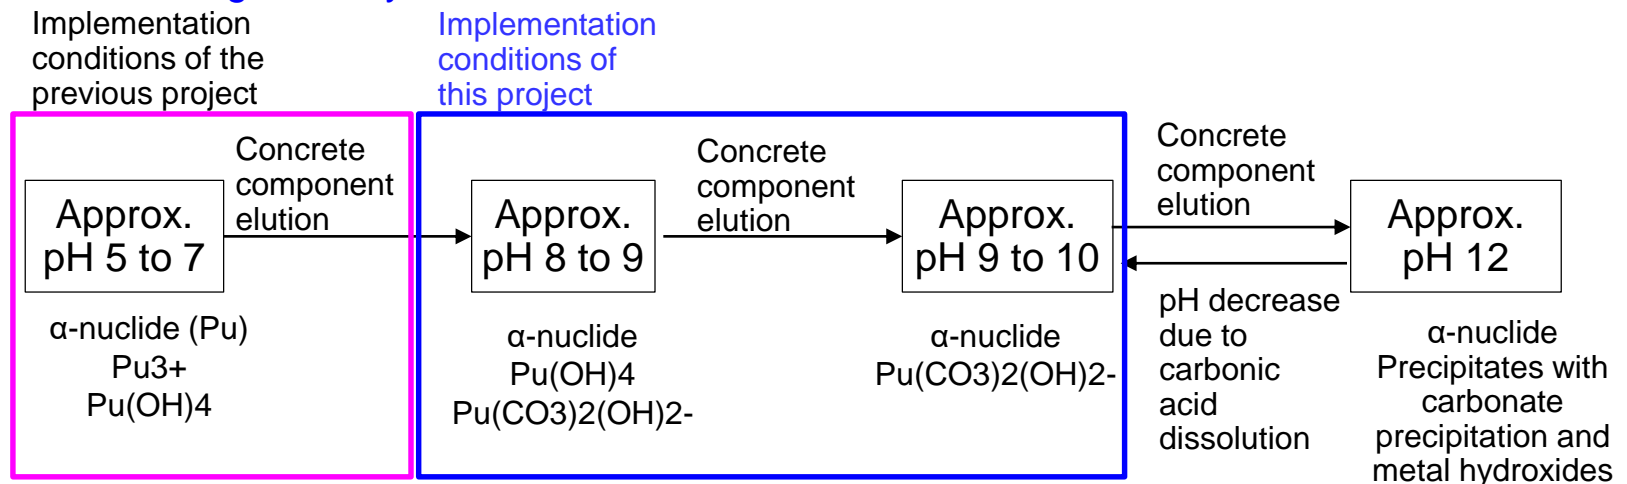 Implementation
conditions of the
previous project
Implementation
conditions of
this project
Concrete
component
elution
Approx.
pH 5 to 7
α-nuclide (Pu)
Pu3+
Pu(OH)4
Approx.
pH 8 to 9
α-nuclide
Pu(OH)4
Pu(CO3)2(OH)2-
Concrete
component
elution
Approx.
pH 9 to 10
α-nuclide
Pu(CO3)2(OH)2-
Concrete
component
elution
pH decrease
due to
carbonic
acid
dissolution
Approx.
pH 12
α-nuclide
Precipitates with
carbonate
precipitation and
metal hydroxides